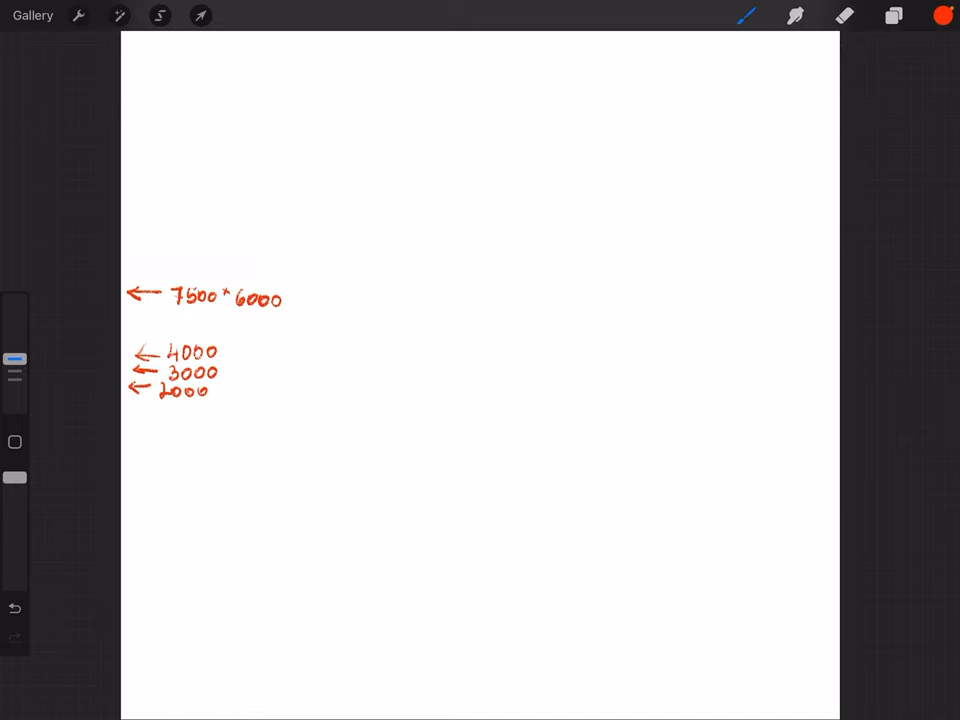 Gallery
← 7500 × 6000
← 4000
← 3000
← 2000